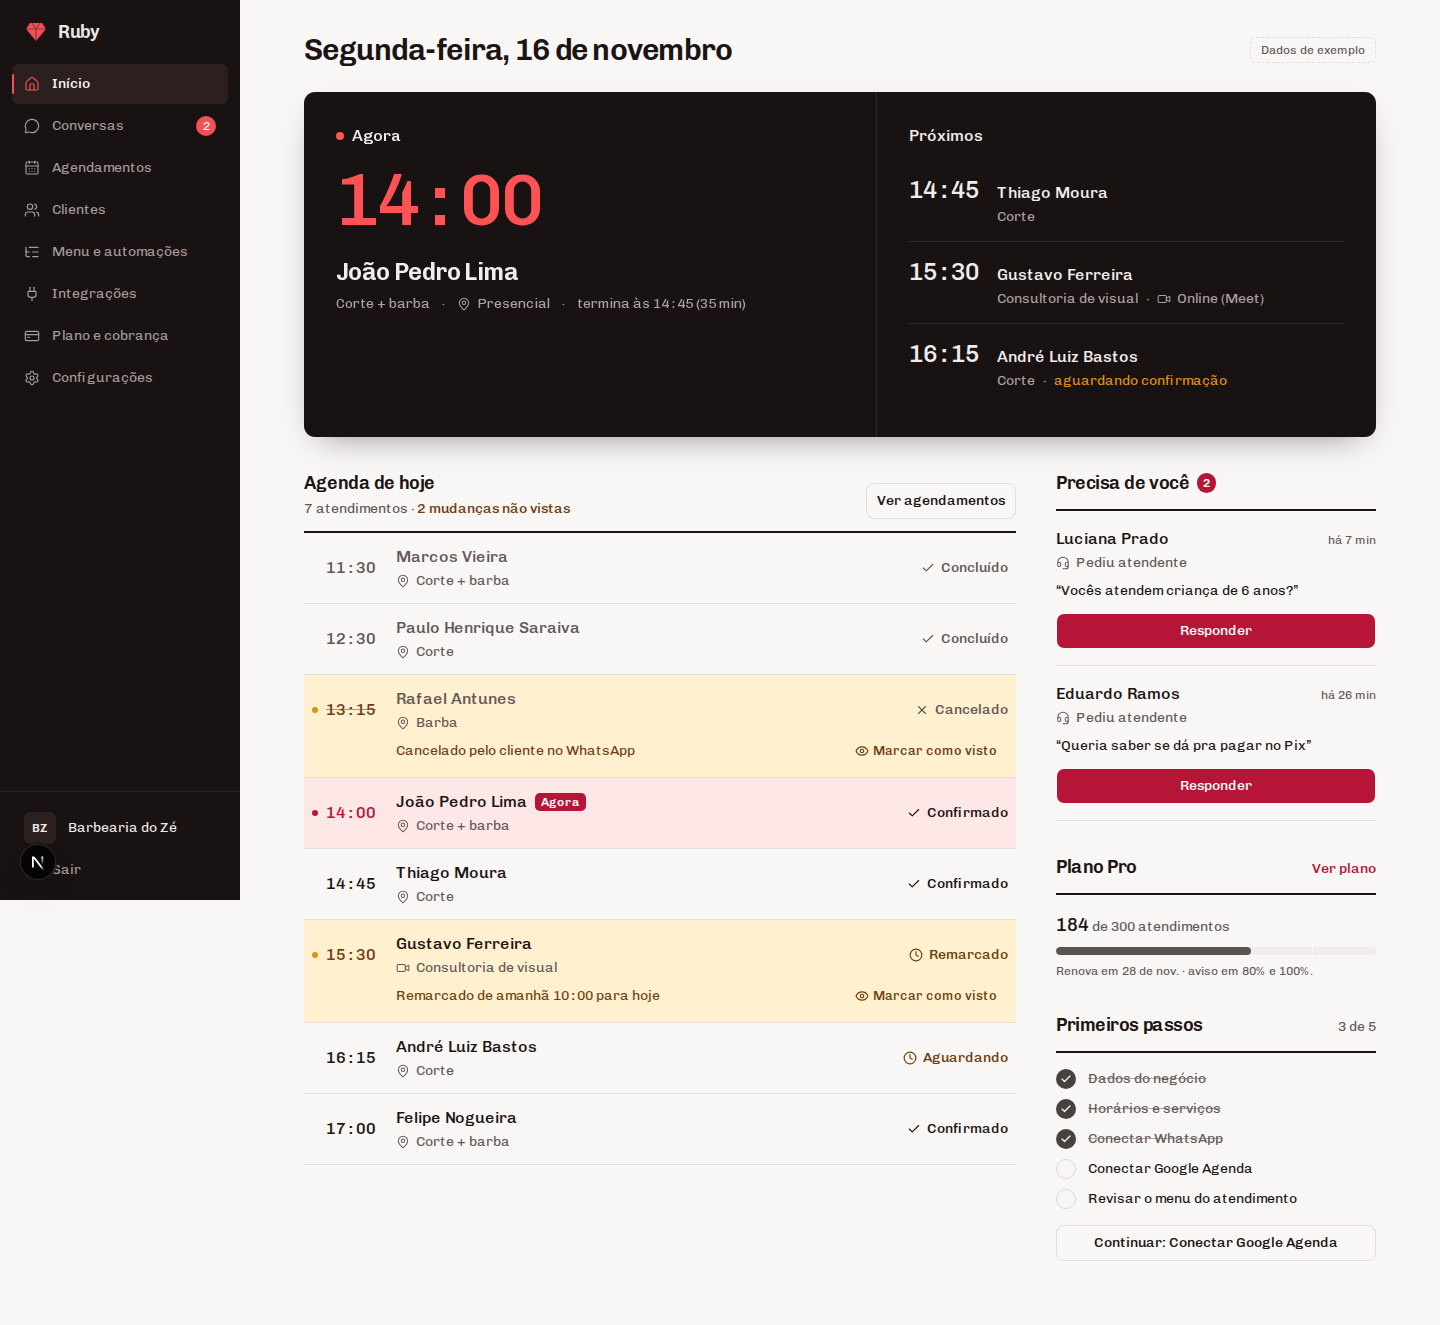 Ruby
Início
Conversas 2
Agendamentos
Clientes
Menu e automações
Integrações
Plano e cobrança
Configurações
BZ Barbearia do Zé
N Sair
Segunda-feira, 16 de novembro
Dados de exemplo
Agora
14:00
João Pedro Lima
Corte + barba · Presencial · termina às 14:45 (35 min)
Próximos
14:45 Thiago Moura
Corte
15:30 Gustavo Ferreira
Consultoria de visual · Online (Meet)
16:15 André Luiz Bastos
Corte · aguardando confirmação
Agenda de hoje
7 atendimentos · 2 mudanças não vistas
Ver agendamentos
11:30 Marcos Vieira Concluído
Corte + barba
12:30 Paulo Henrique Saraiva Concluído
Corte
13:15 Rafael Antunes Cancelado
Barba
Cancelado pelo cliente no WhatsApp Marcar como visto
14:00 João Pedro Lima Agora Confirmado
Corte + barba
14:45 Thiago Moura Confirmado
Corte
15:30 Gustavo Ferreira Remarcado
Consultoria de visual
Remarcado de amanhã 10:00 para hoje Marcar como visto
16:15 André Luiz Bastos Aguardando
Corte
17:00 Felipe Nogueira Confirmado
Corte + barba
Precisa de você 2
Luciana Prado há 7 min
Pediu atendente
“Vocês atendem criança de 6 anos?”
Responder
Eduardo Ramos há 26 min
Pediu atendente
“Queria saber se dá pra pagar no Pix”
Responder
Plano Pro Ver plano
184 de 300 atendimentos
Renova em 28 de nov. · aviso em 80% e 100%.
Primeiros passos 3 de 5
Dados do negócio
Horários e serviços
Conectar WhatsApp
Conectar Google Agenda
Revisar o menu do atendimento
Continuar: Conectar Google Agenda